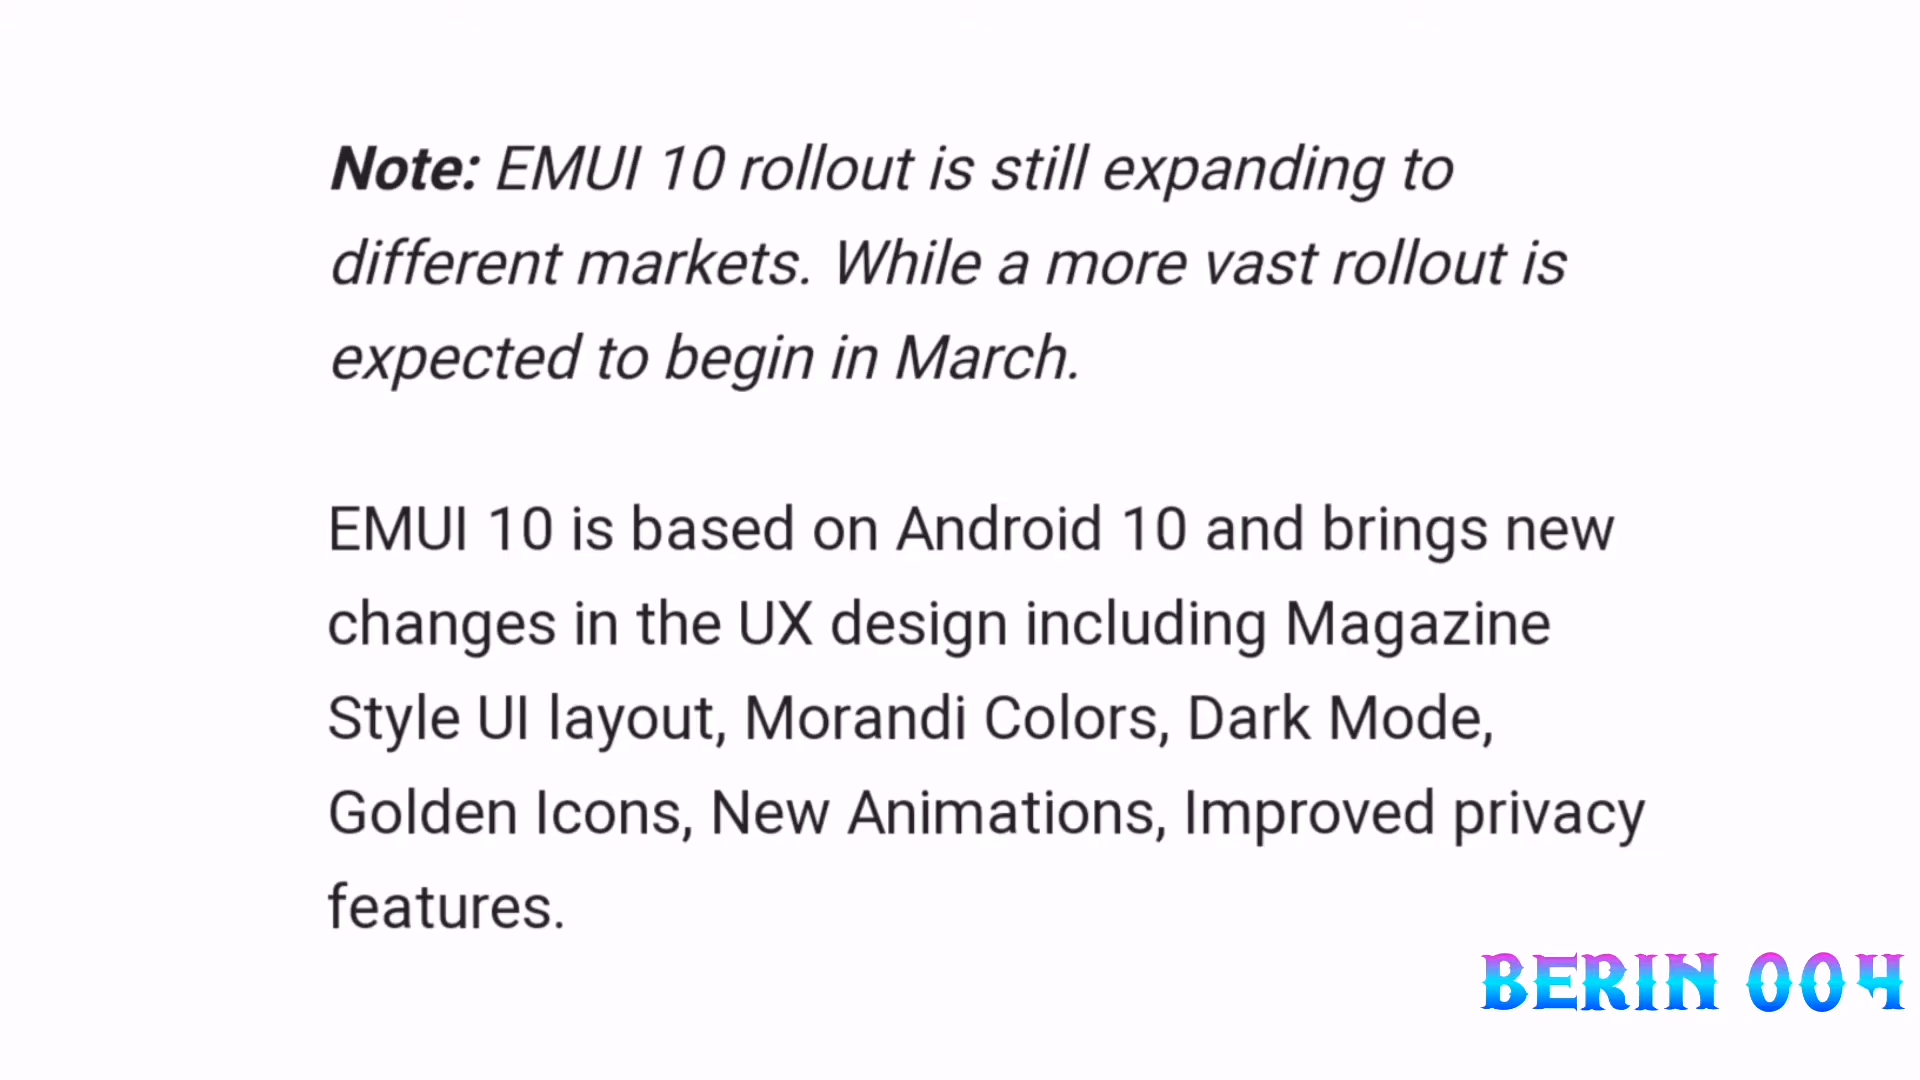 Note: EMUI 10 rollout is still expanding to
different markets. While a more vast rollout is
expected to begin in March.
EMUI 10 is based on Android 10 and brings new
changes in the UX design including Magazine
Style UI layout, Morandi Colors, Dark Mode,
Golden Icons, New Animations, Improved privacy
features.
BERIN 004